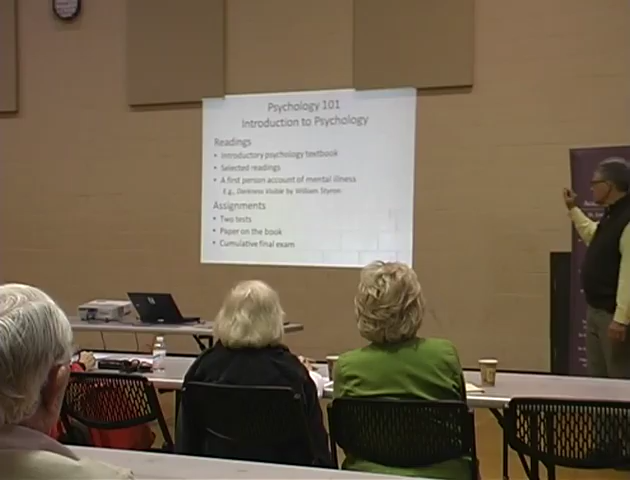 Psychology 101
Introduction to Psychology
Readings
• Introductory psychology textbook
• Selected readings
• A first person account of mental illness
E.g., Darkness Visible by William Styron
Assignments
• Two tests
• Paper on the book
• Cumulative final exam